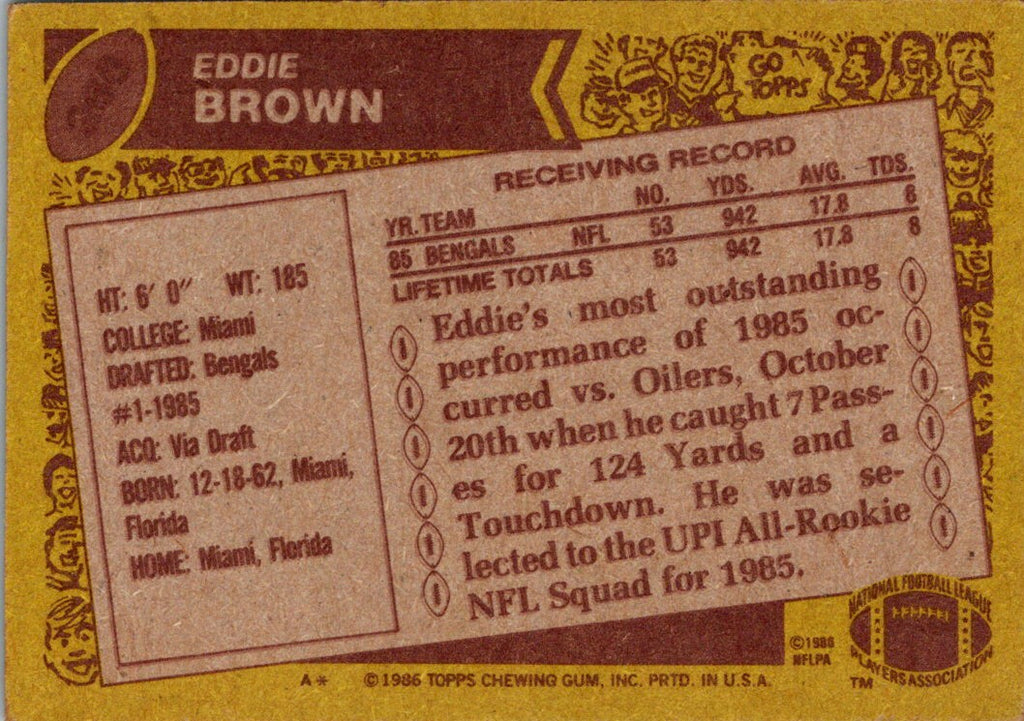 EDDIE
BROWN
GO
TOPPS
RECEIVING RECORD
YR. TEAM NO. YDS. AVG. TDS.
85 BENGALS NFL 53 942 17.8 8
LIFETIME TOTALS 53 942 17.8 8
HT: 6' 0" WT: 185
COLLEGE: Miami
DRAFTED: Bengals
#1-1985
ACQ: Via Draft
BORN: 12-18-62, Miami,
Florida
HOME: Miami, Florida
Eddie's most outstanding
performance of 1985 oc-
curred vs. Oilers, October
20th when he caught 7 Pass-
es for 124 Yards and a
Touchdown. He was se-
lected to the UPI All-Rookie
NFL Squad for 1985.
NATIONAL FOOTBALL LEAGUE
PLAYERS ASSOCIATION
TM
©1986
NFLPA
A* ©1986 TOPPS CHEWING GUM, INC. PRTD. IN U.S.A.